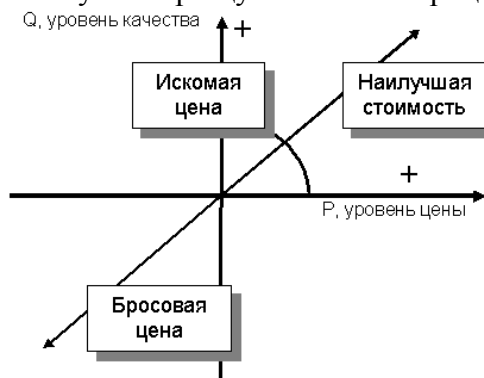 Q, уровень качества
+
Искомая
цена
Наилучшая
стоимость
+
P, уровень цены
Бросовая
цена